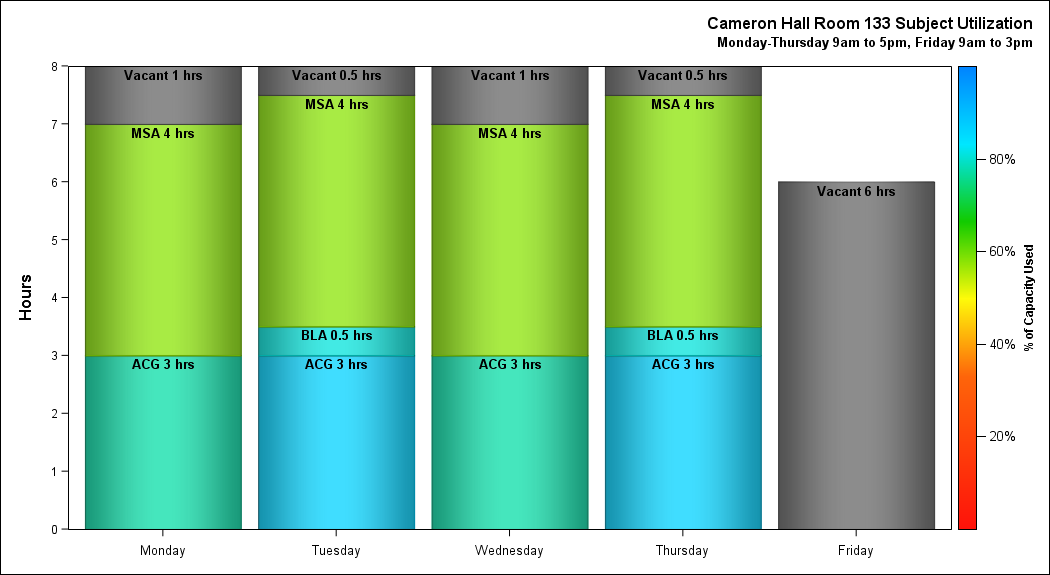 Cameron Hall Room 133 Subject Utilization
Monday-Thursday 9am to 5pm, Friday 9am to 3pm
Hours
8
7
6
5
4
3
2
1
0
Vacant 1 hrs
MSA 4 hrs
ACG 3 hrs
Vacant 0.5 hrs
MSA 4 hrs
BLA 0.5 hrs
ACG 3 hrs
Vacant 1 hrs
MSA 4 hrs
ACG 3 hrs
Vacant 0.5 hrs
MSA 4 hrs
BLA 0.5 hrs
ACG 3 hrs
Vacant 6 hrs
Monday
Tuesday
Wednesday
Thursday
Friday
80%
60%
40%
20%
% of Capacity Used